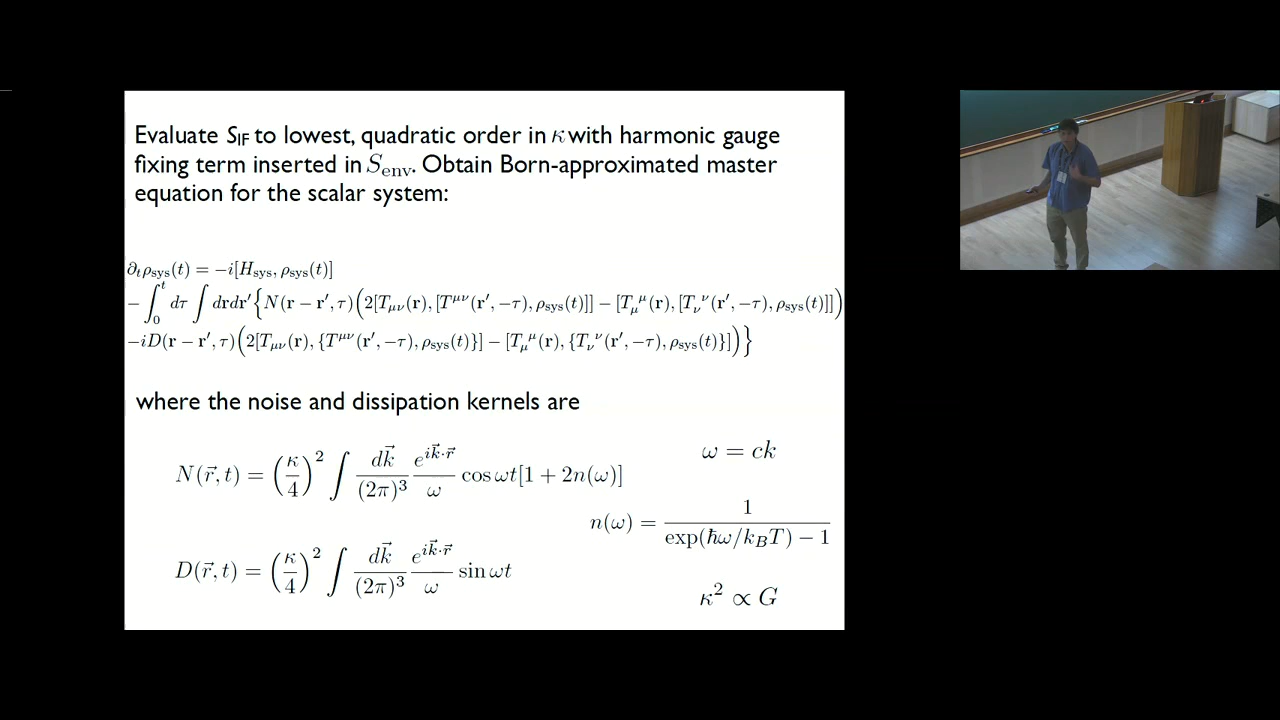 Evaluate S_IF to lowest, quadratic order in κ with harmonic gauge
fixing term inserted in S_env. Obtain Born-approximated master
equation for the scalar system:
∂_t ρ_sys(t) = −i[H_sys, ρ_sys(t)]
−∫_0^t dτ ∫ drdr′{N(r − r′, τ)(2[T_μν(r), [T^μν(r′, −τ), ρ_sys(t)]] − [T_μ^μ(r), [T_ν^ν(r′, −τ), ρ_sys(t)]])
−iD(r − r′, τ)(2[T_μν(r), {T^μν(r′, −τ), ρ_sys(t)}] − [T_μ^μ(r), {T_ν^ν(r′, −τ), ρ_sys(t)}])}
where the noise and dissipation kernels are
ω = ck
N(r⃗, t) = (κ/4)^2 ∫ dk⃗/(2π)^3 e^{ik⃗·r⃗}/ω cos ωt[1 + 2n(ω)]
n(ω) = 1/(exp(ħω/k_BT) − 1)
D(r⃗, t) = (κ/4)^2 ∫ dk⃗/(2π)^3 e^{ik⃗·r⃗}/ω sin ωt
κ^2 ∝ G